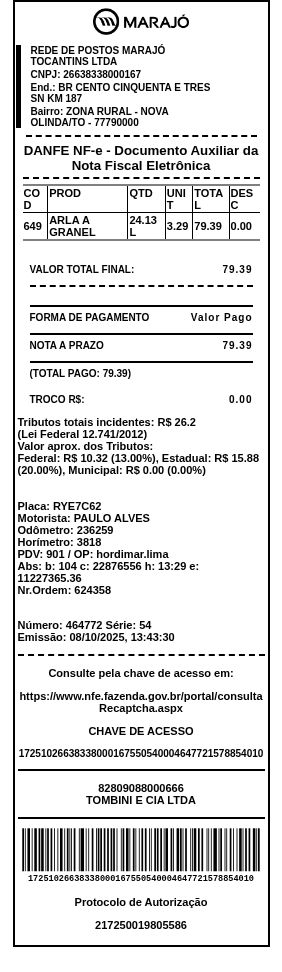 MARAJÓ
REDE DE POSTOS MARAJÓ
TOCANTINS LTDA
CNPJ: 26638338000167
End.: BR CENTO CINQUENTA E TRES
SN KM 187
Bairro: ZONA RURAL - NOVA
OLINDA/TO - 77790000
DANFE NF-e - Documento Auxiliar da
Nota Fiscal Eletrônica
COD PROD QTD UNIT TOTAL DESC
649 ARLA A GRANEL 24.13 L 3.29 79.39 0.00
VALOR TOTAL FINAL: 79.39
FORMA DE PAGAMENTO Valor Pago
NOTA A PRAZO 79.39
(TOTAL PAGO: 79.39)
TROCO R$: 0.00
Tributos totais incidentes: R$ 26.2
(Lei Federal 12.741/2012)
Valor aprox. dos Tributos:
Federal: R$ 10.32 (13.00%), Estadual: R$ 15.88
(20.00%), Municipal: R$ 0.00 (0.00%)
Placa: RYE7C62
Motorista: PAULO ALVES
Odômetro: 236259
Horímetro: 3818
PDV: 901 / OP: hordimar.lima
Abs: b: 104 c: 22876556 h: 13:29 e:
11227365.36
Nr.Ordem: 624358
Número: 464772 Série: 54
Emissão: 08/10/2025, 13:43:30
Consulte pela chave de acesso em:
https://www.nfe.fazenda.gov.br/portal/consulta
Recaptcha.aspx
CHAVE DE ACESSO
17251026638338000167550540004647721578854010
82809088000666
TOMBINI E CIA LTDA
17251026638338000167550540004647721578854010
Protocolo de Autorização
217250019805586